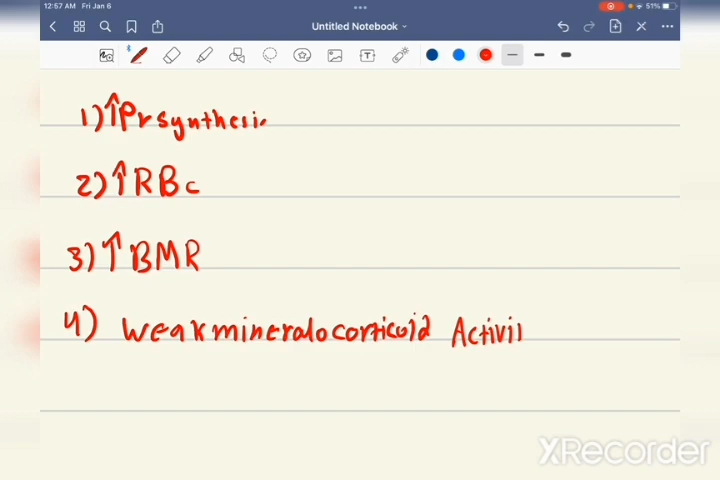 12:57 AM Fri Jan 6
51%
Untitled Notebook
1) ↑Pr synthesis
2) ↑RBc
3) ↑BMR
4) Weak mineralocorticoid Activit
XRecorder